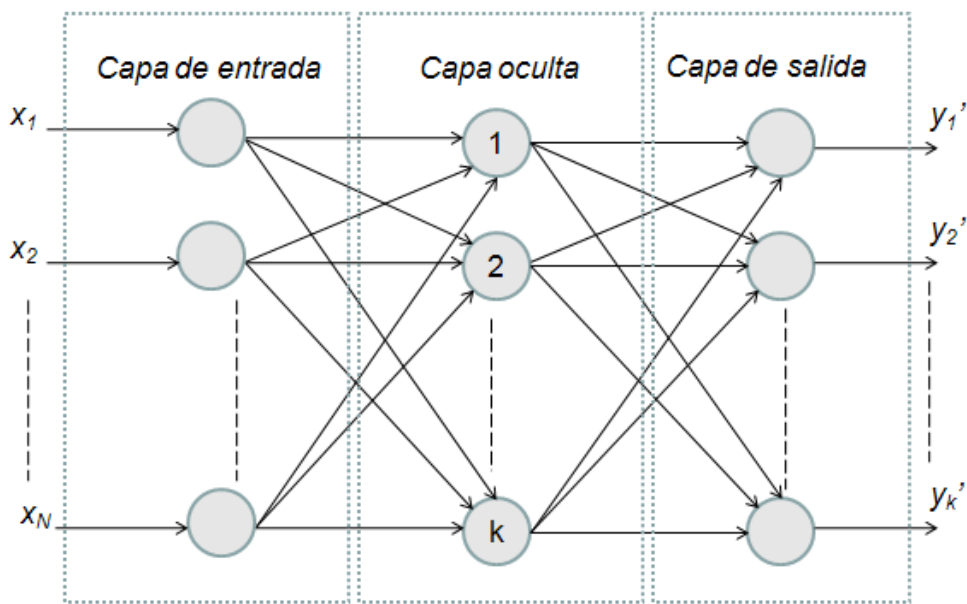 Capa de entrada
Capa oculta
Capa de salida
x1
1
y1’
x2
2
y2’
xN
k
yk’